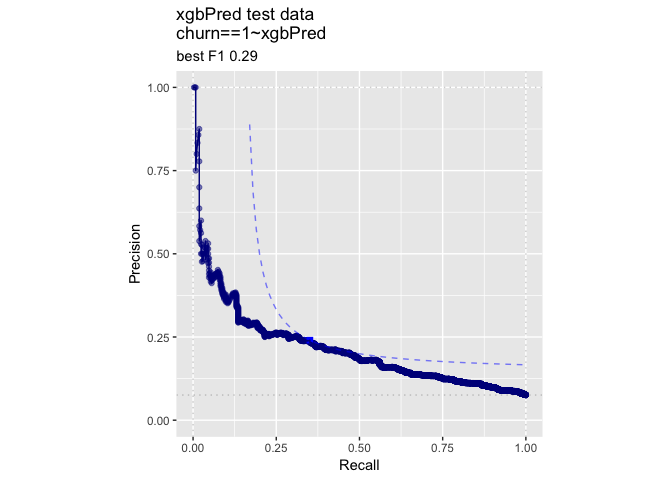 xgbPred test data
churn==1~xgbPred
best F1 0.29
1.00
0.75
0.50
0.25
0.00
Precision
0.00 0.25 0.50 0.75 1.00
Recall